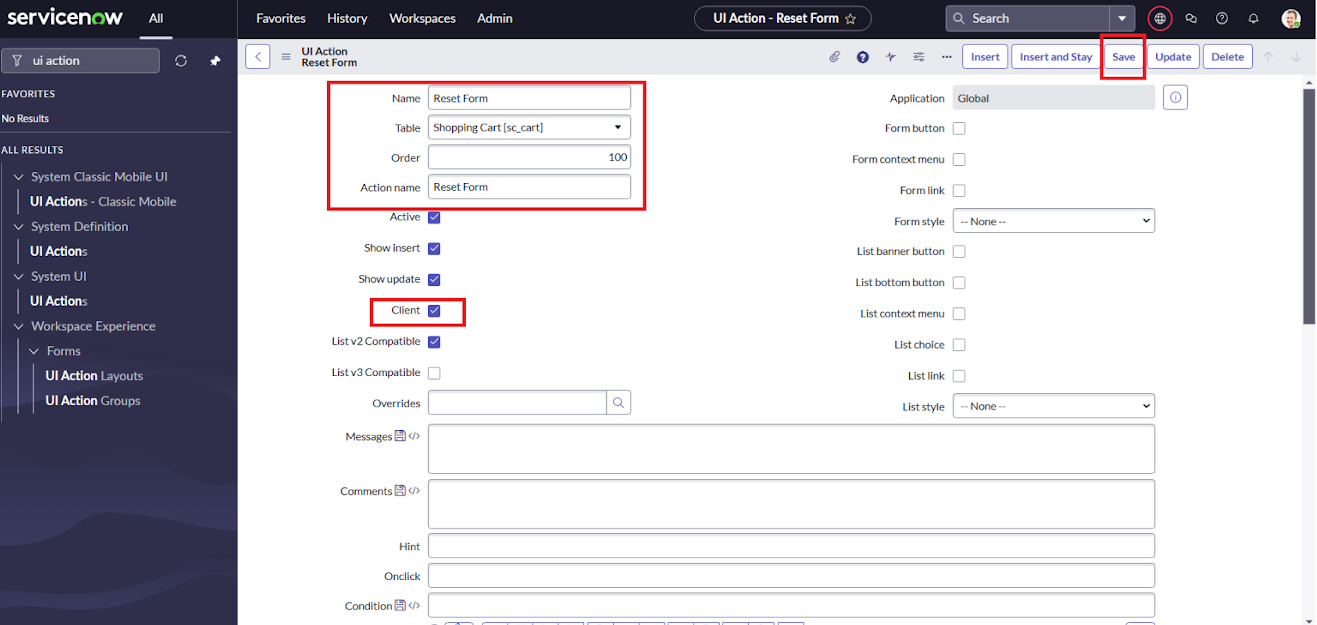 servicenow
All
Favorites History Workspaces Admin
UI Action - Reset Form
Search
ui action
FAVORITES
No Results
ALL RESULTS
System Classic Mobile UI
UI Actions - Classic Mobile
System Definition
UI Actions
System UI
UI Actions
Workspace Experience
Forms
UI Action Layouts
UI Action Groups
UI Action
Reset Form
Insert
Insert and Stay
Save
Update
Delete
Name Reset Form
Table Shopping Cart [sc_cart]
Order 100
Action name Reset Form
Active
Show insert
Show update
Client
List v2 Compatible
List v3 Compatible
Overrides
Application Global
Form button
Form context menu
Form link
Form style -- None --
List banner button
List bottom button
List context menu
List choice
List link
List style -- None --
Messages </>
Comments </>
Hint
Onclick
Condition </>